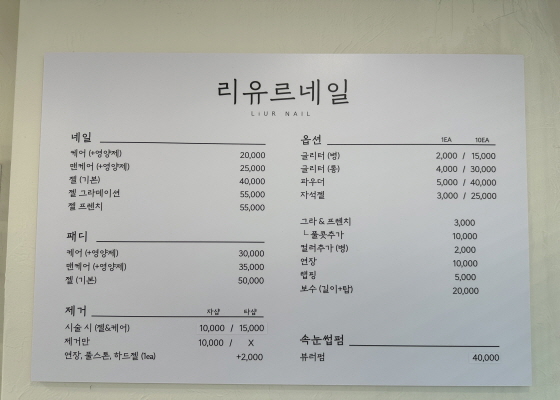 리유르네일
LIUR NAIL
네일
케어 (+영양제) 20,000
맨케어 (+영양제) 25,000
젤 (기본) 40,000
젤 그라데이션 55,000
젤 프렌치 55,000
패디
케어 (+영양제) 30,000
맨케어 (+영양제) 35,000
젤 (기본) 50,000
제거 자샵 타샵
시술 시 (젤&케어) 10,000 / 15,000
제거만 10,000 / X
연장, 풀스톤, 하드젤 (1ea) +2,000
옵션 1EA 10EA
글리터 (병) 2,000 / 15,000
글리터 (통) 4,000 / 30,000
파우더 5,000 / 40,000
자석젤 3,000 / 25,000
그라 & 프렌치 3,000
└ 풀콧추가 10,000
컬러추가 (병) 2,000
연장 10,000
랩핑 5,000
보수 (길이+탑) 20,000
속눈썹펌
뷰러펌 40,000